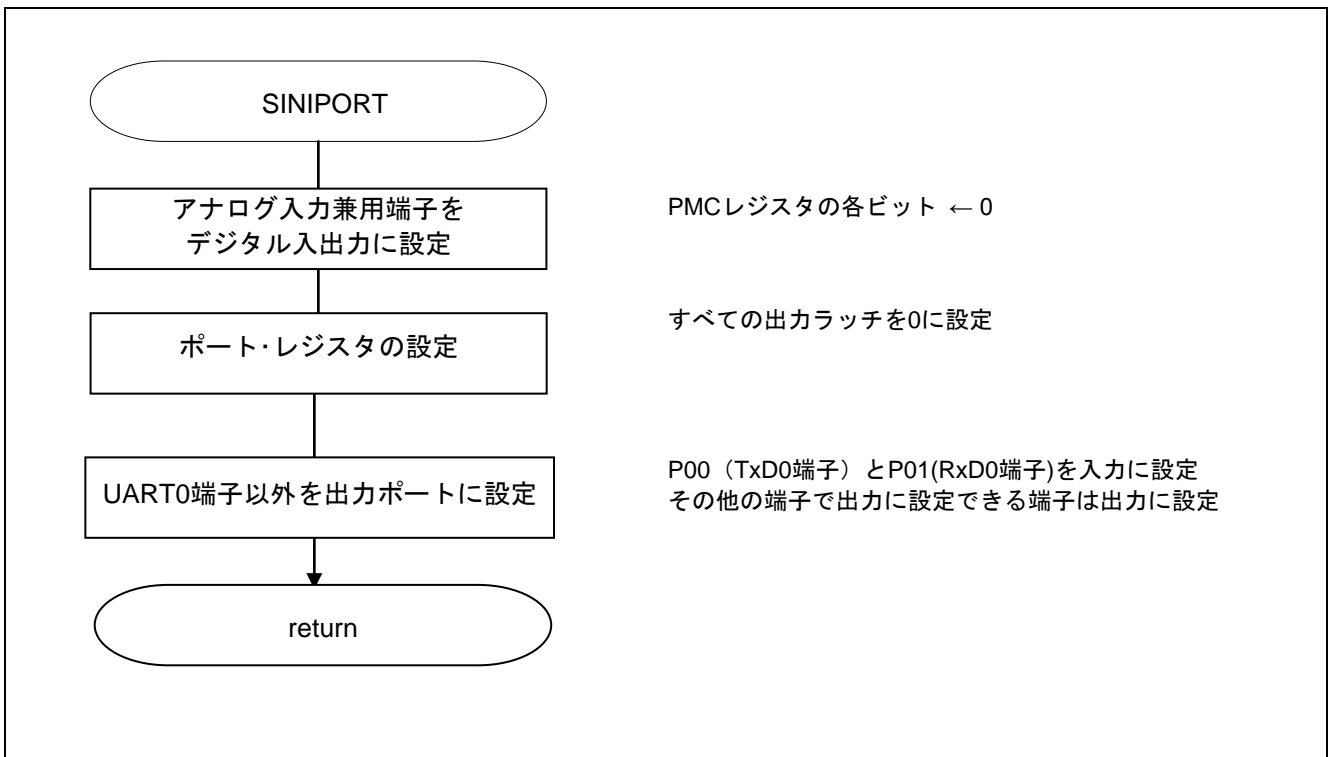 SINIPORT
アナログ入力兼用端子を
デジタル入出力に設定
PMCレジスタの各ビット ← 0
ポート・レジスタの設定
すべての出力ラッチを0に設定
UART0端子以外を出力ポートに設定
P00（TxD0端子）とP01(RxD0端子)を入力に設定
その他の端子で出力に設定できる端子は出力に設定
return